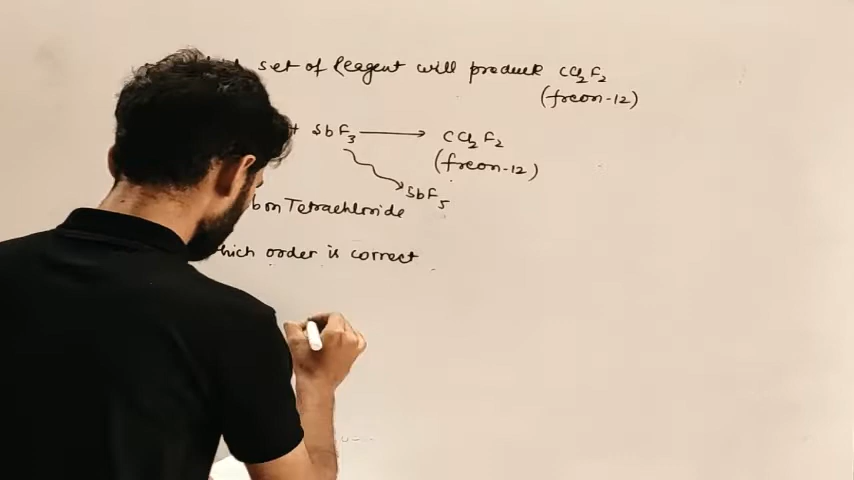 set of Reagent will produce CCl2F2
(freon-12)
+ SbF3 → CCl2F2
(freon-12)
SbF5
bon Tetrachloride
hich order is correct